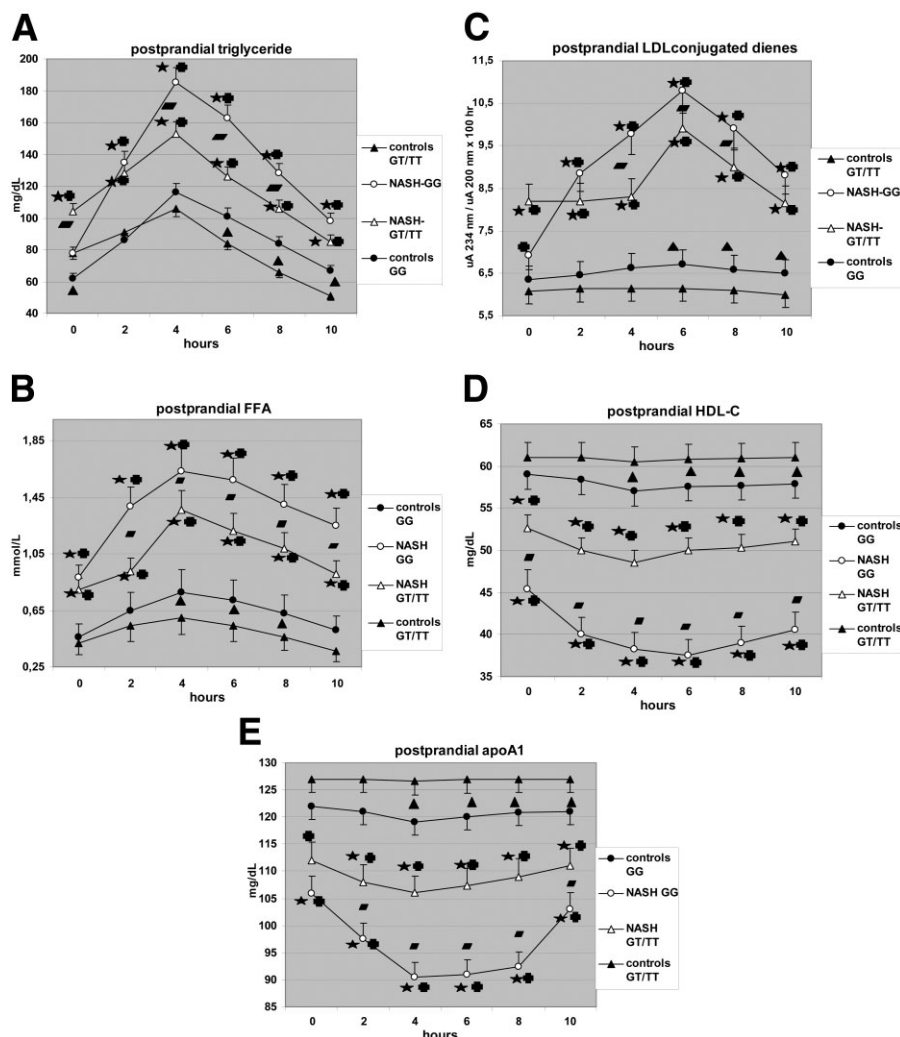 A
postprandial triglyceride
200
180
160
140
120
100
80
60
40
mg/dL
0 2 4 6 8 10
hours
controls
GT/TT
NASH-GG
NASH-
GT/TT
controls
GG
C
postprandial LDLconjugated dienes
11,5
10,5
9,5
8,5
7,5
6,5
5,5
uA 234 nm / uA 200 nm x 100 hr
0 2 4 6 8 10
hours
controls
GT/TT
NASH-GG
NASH-
GT/TT
controls
GG
B
postprandial FFA
1,85
1,45
1,05
0,65
0,25
mmol/L
0 2 4 6 8 10
hours
controls
GG
NASH
GG
NASH
GT/TT
controls
GT/TT
D
postprandial HDL-C
65
60
55
50
45
40
35
mg/dL
0 2 4 6 8 10
hours
controls
GG
NASH
GG
NASH
GT/TT
controls
GT/TT
E
postprandial apoA1
130
125
120
115
110
105
100
95
90
85
mg/dL
0 2 4 6 8 10
hours
controls
GG
NASH GG
NASH
GT/TT
controls
GT/TT